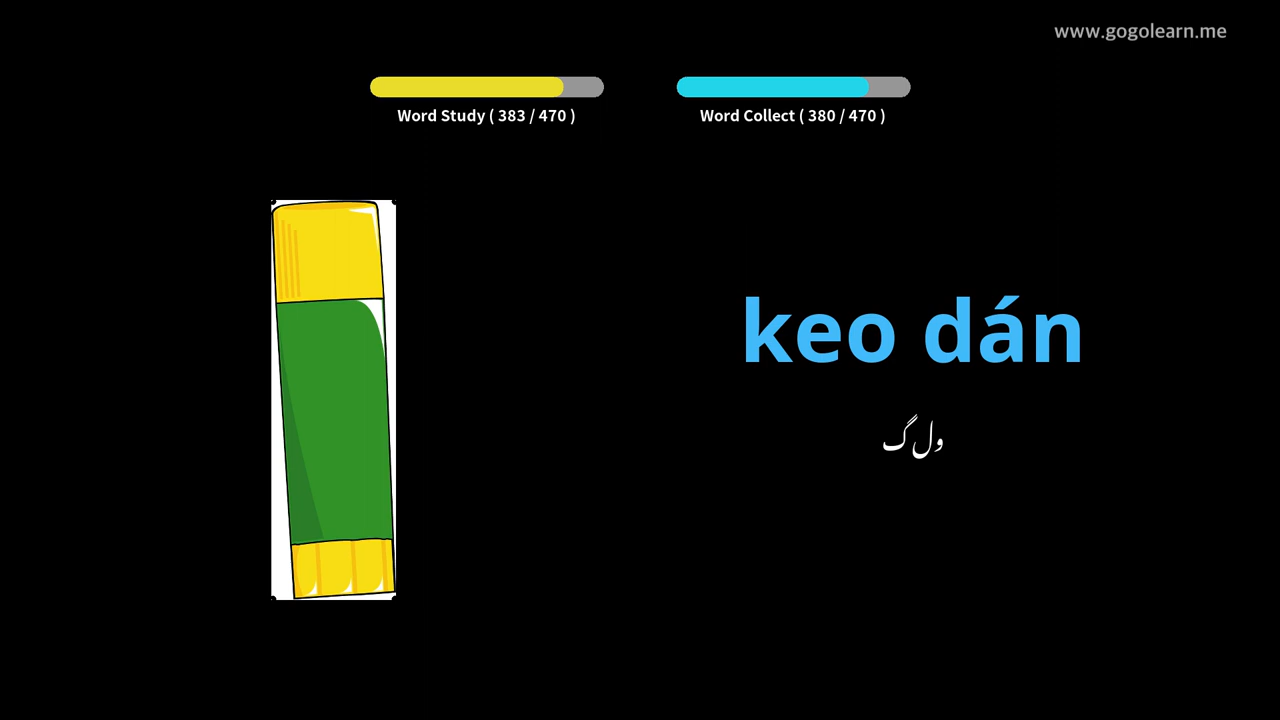 www.gogolearn.me
Word Study ( 383 / 470 )
Word Collect ( 380 / 470 )
keo dán
ول گ